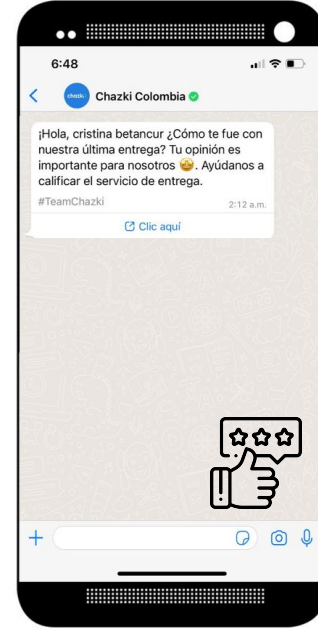 6:48
chazki
Chazki Colombia
¡Hola, cristina betancur ¿Cómo te fue con
nuestra última entrega? Tu opinión es
importante para nosotros 🤩. Ayúdanos a
calificar el servicio de entrega.
#TeamChazki
2:12 a.m.
Clic aquí